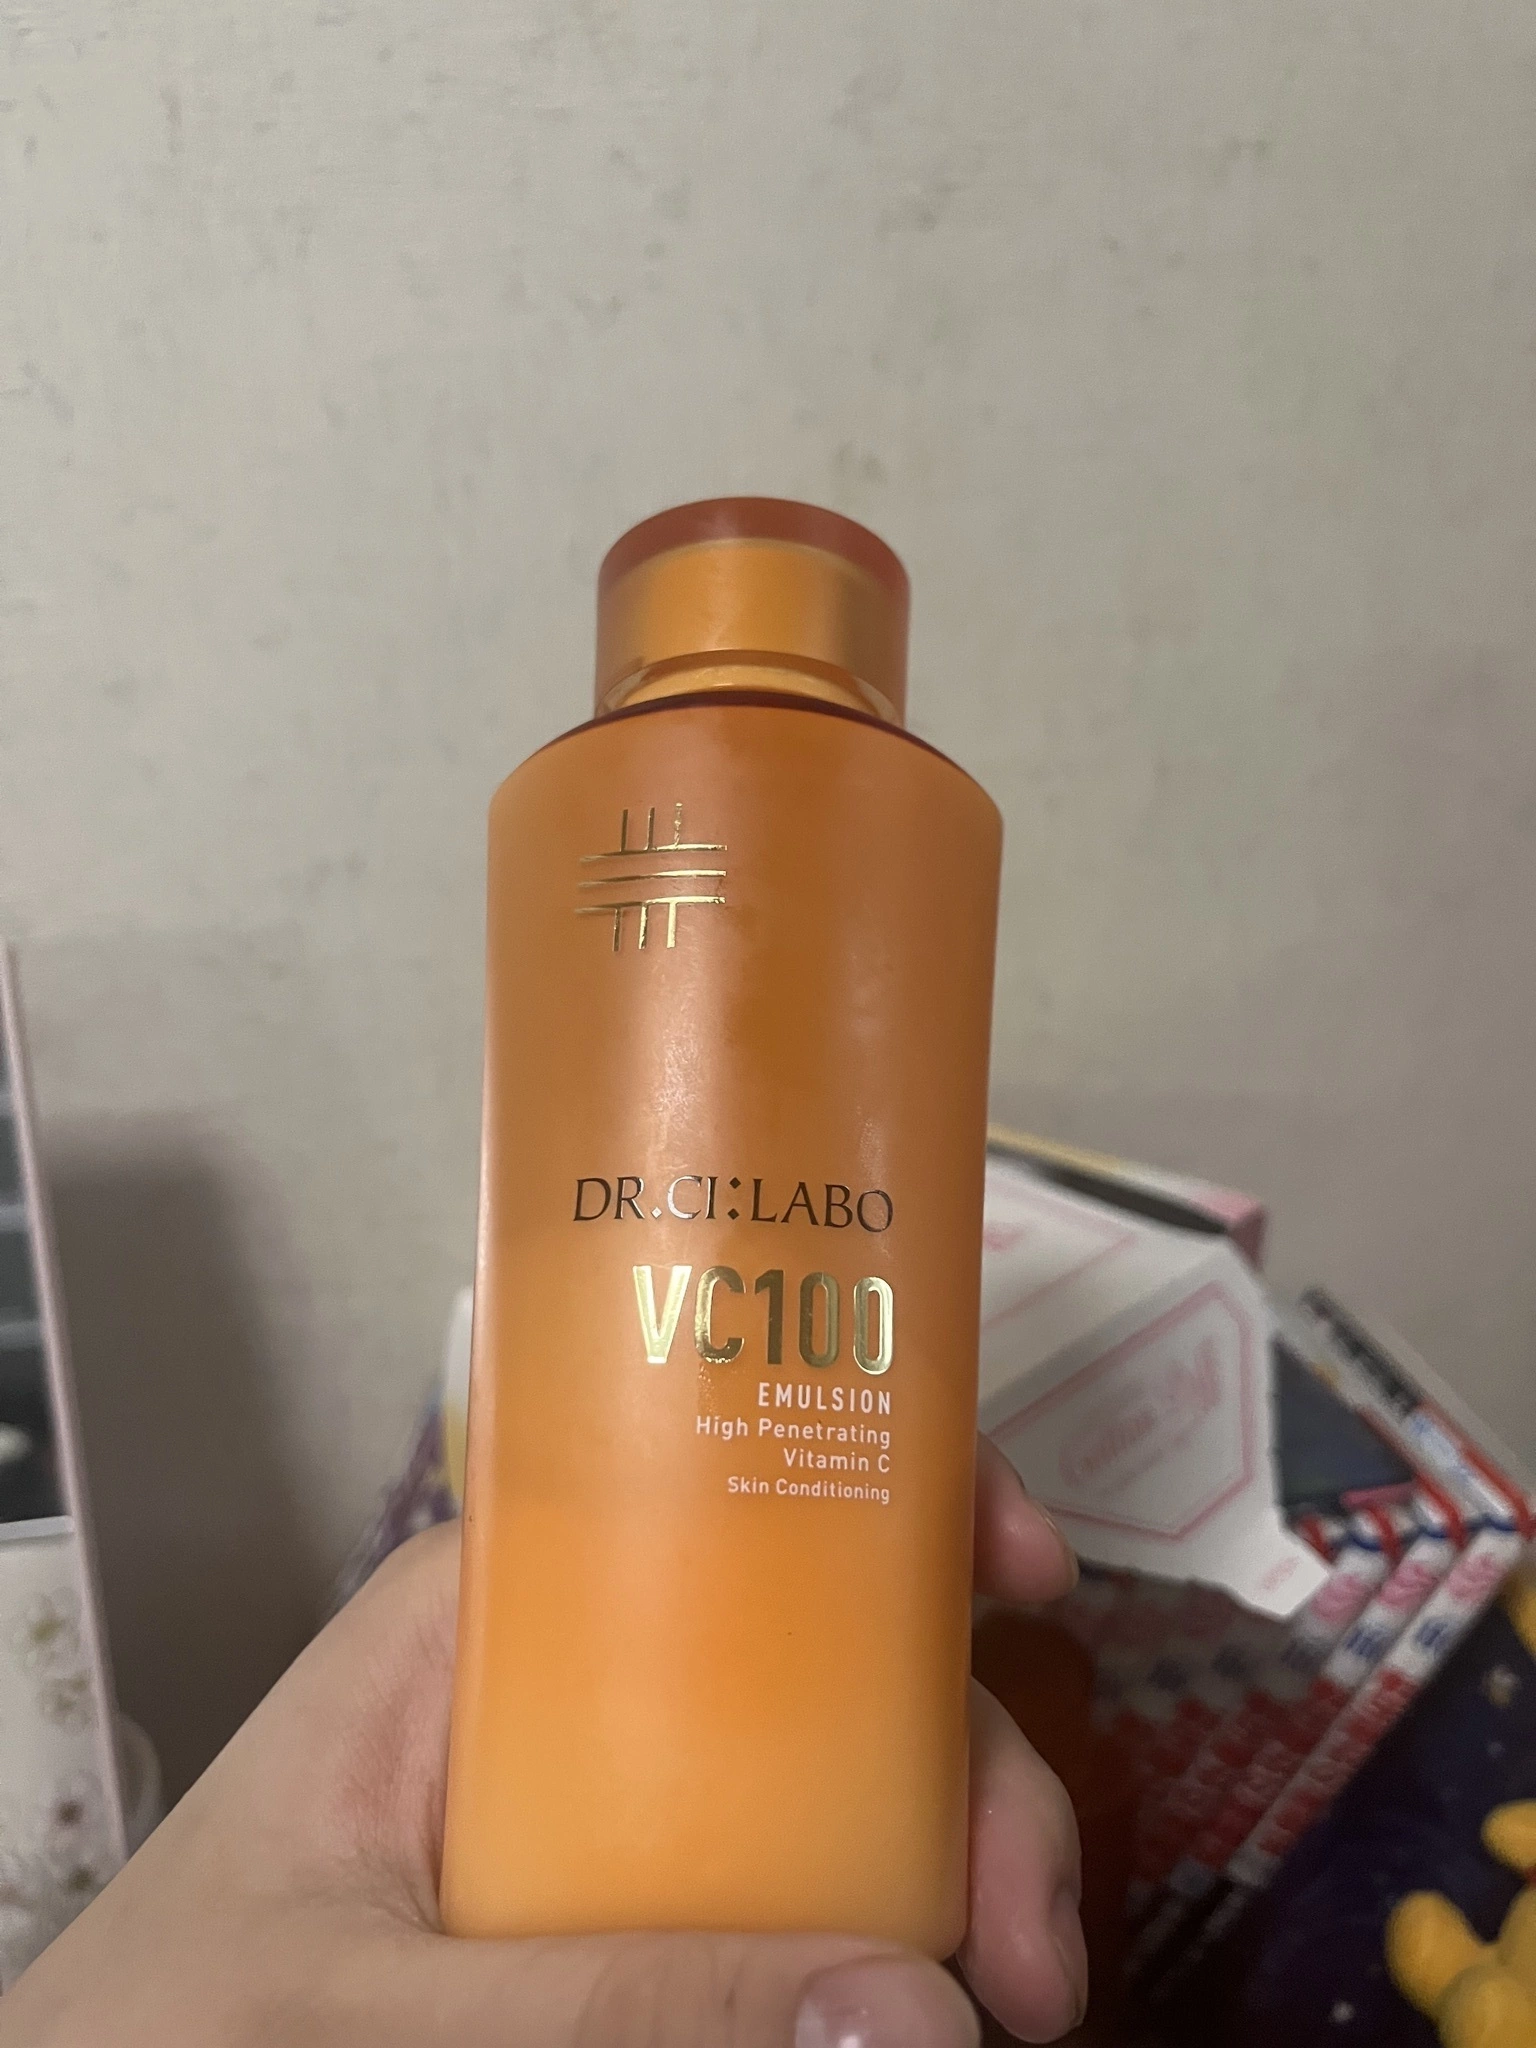 DR.CI:LABO
VC100
EMULSION
High Penetrating
Vitamin C
Skin Conditioning